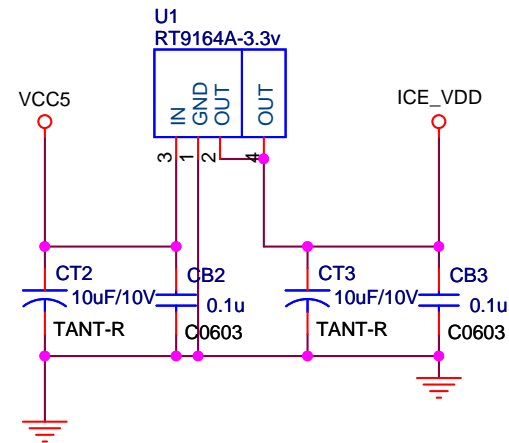 U1
RT9164A-3.3v
VCC5
ICE_VDD
IN
GND
OUT
OUT
3
1
2
4
CT2
10uF/10V
TANT-R
CB2
0.1u
C0603
CT3
10uF/10V
TANT-R
CB3
0.1u
C0603